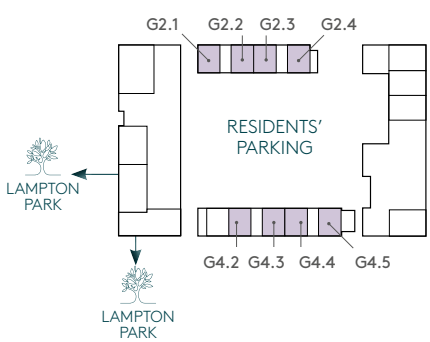 G2.1 G2.2 G2.3 G2.4
RESIDENTS'
PARKING
LAMPTON
PARK
G4.2 G4.3 G4.4 G4.5
LAMPTON
PARK